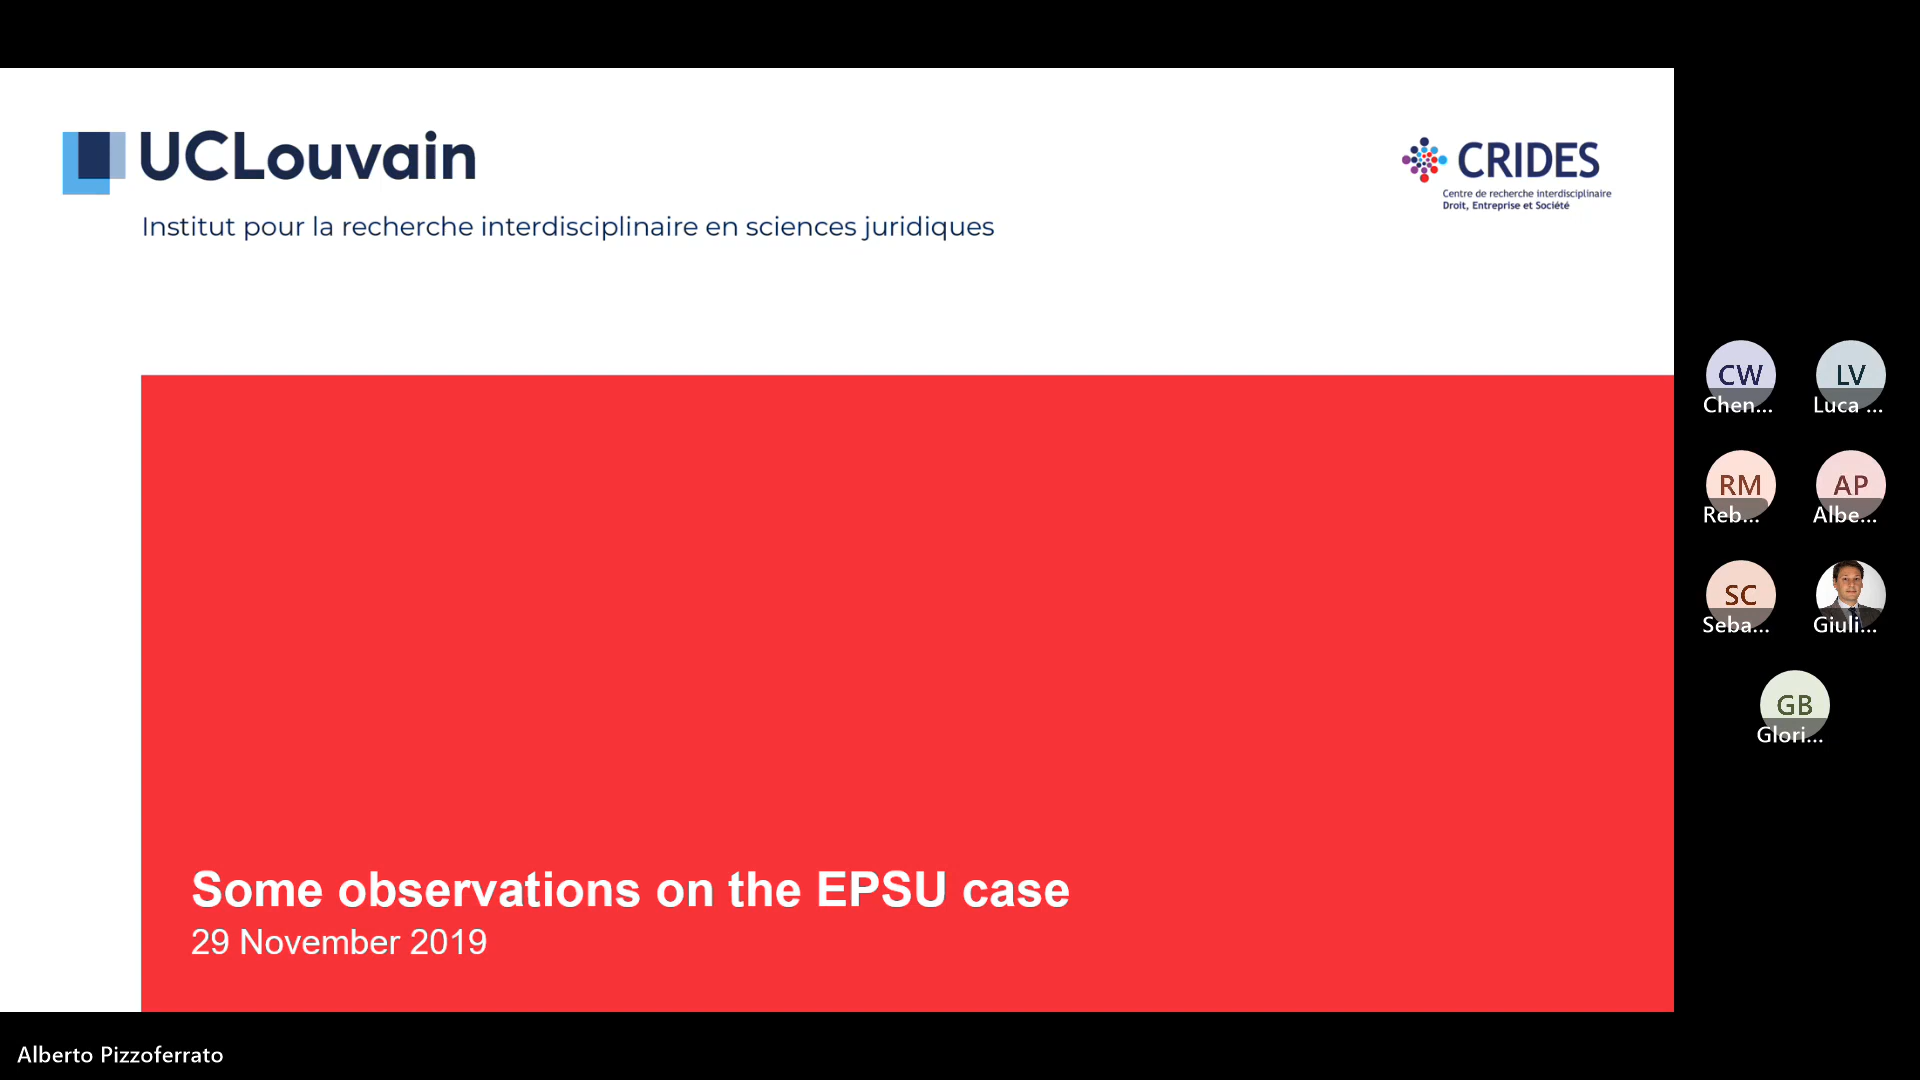 UCLouvain
Institut pour la recherche interdisciplinaire en sciences juridiques
CRIDES
Centre de recherche interdisciplinaire
Droit, Entreprise et Société
Some observations on the EPSU case
29 November 2019
CW
Chen...
LV
Luca ...
RM
Reb...
AP
Albe...
SC
Seba...
Giuli...
GB
Glori...
Alberto Pizzoferrato